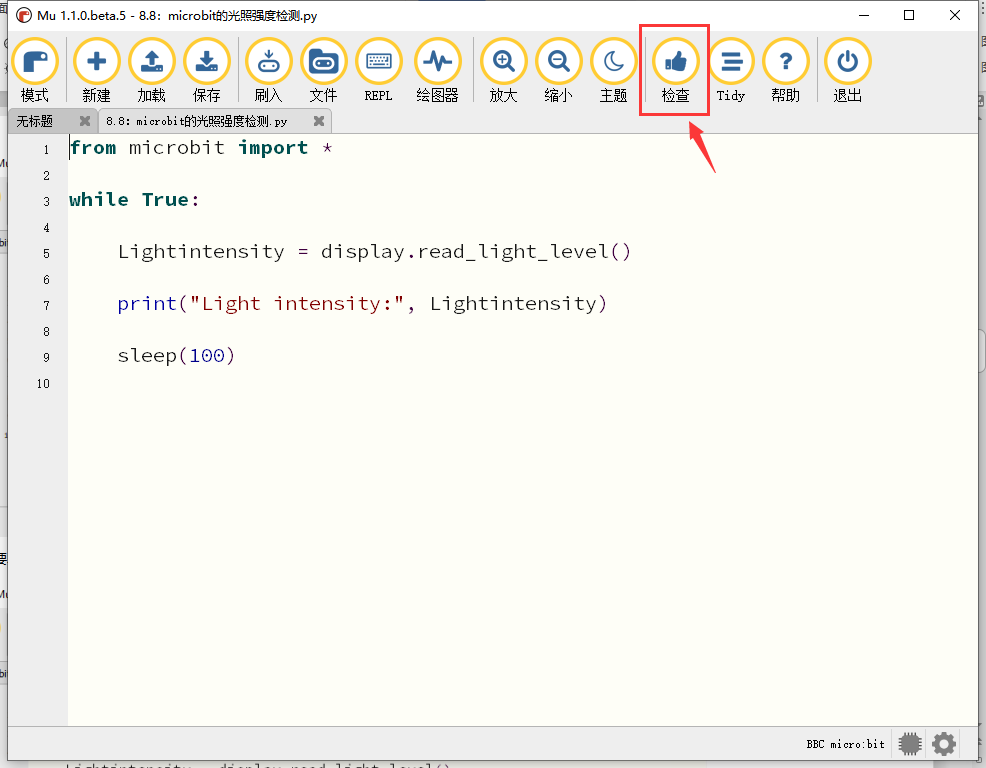 Mu 1.1.0.beta.5 - 8.8: microbit的光照强度检测.py
模式 新建 加载 保存 刷入 文件 REPL 绘图器 放大 缩小 主题 检查 Tidy 帮助 退出
无标题 8.8: microbit的光照强度检测.py
1 from microbit import *
2
3 while True:
4
5 Lightintensity = display.read_light_level()
6
7 print("Light intensity:", Lightintensity)
8
9 sleep(100)
10
BBC micro:bit